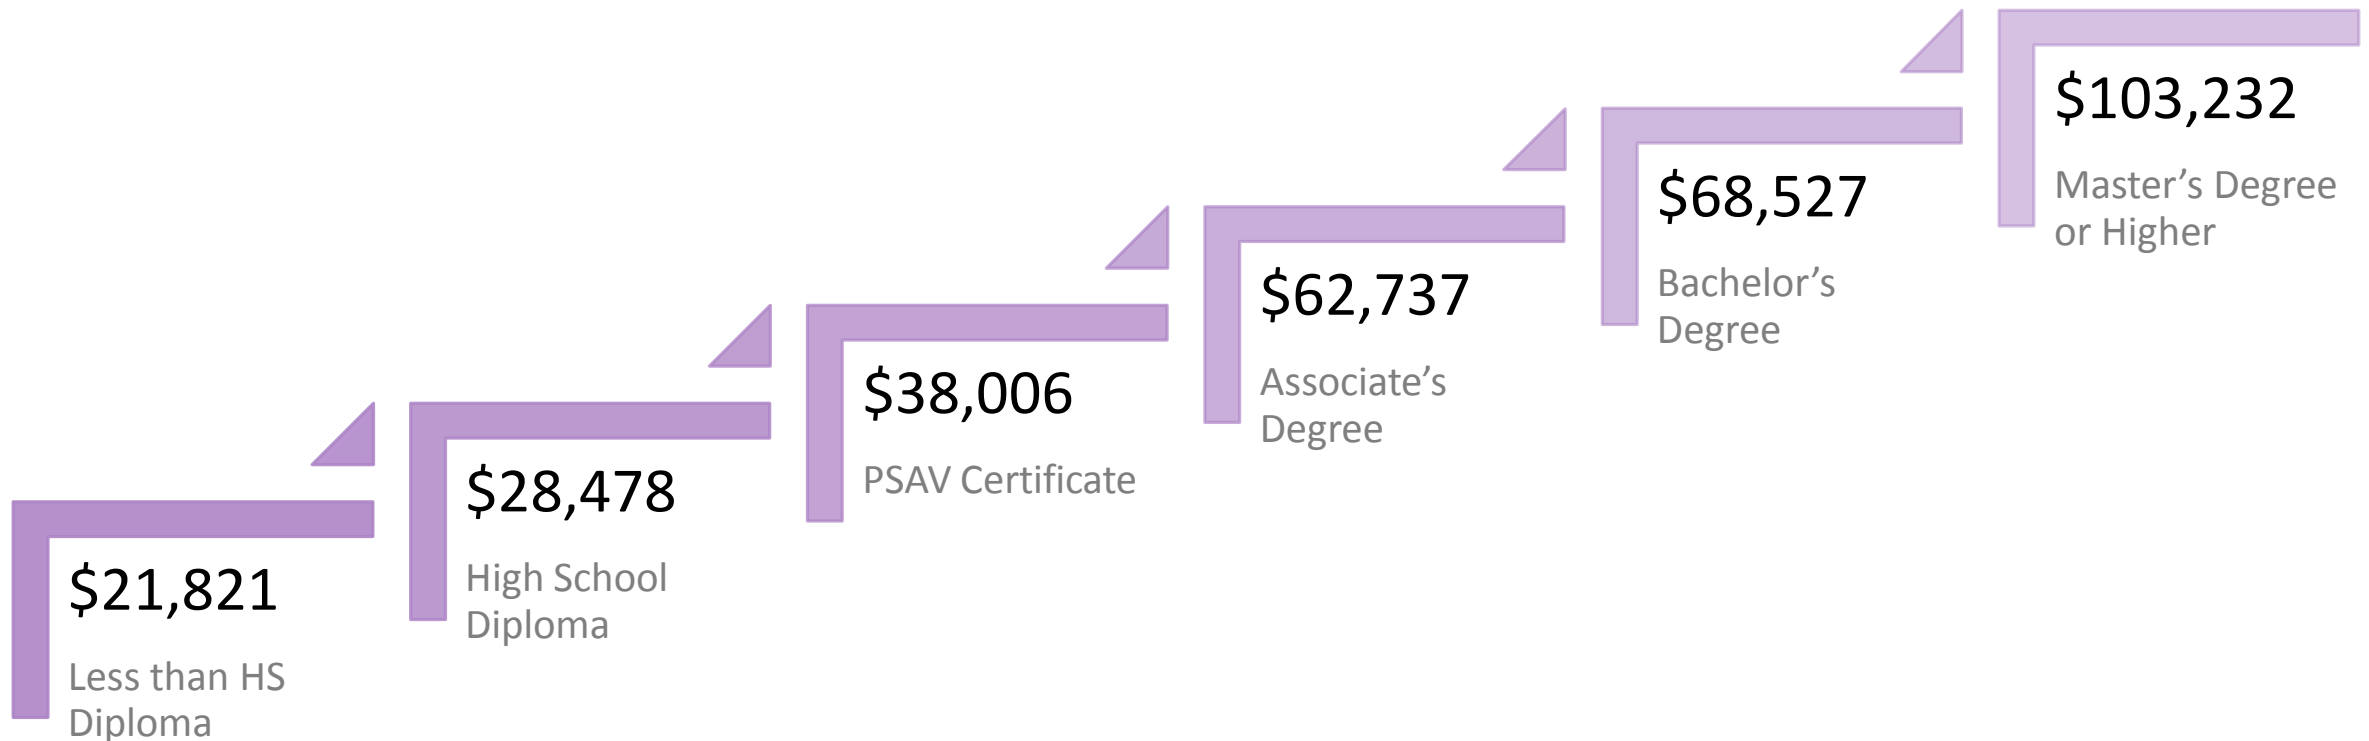 $21,821
Less than HS
Diploma
$28,478
High School
Diploma
$38,006
PSAV Certificate
$62,737
Associate’s
Degree
$68,527
Bachelor’s
Degree
$103,232
Master’s Degree
or Higher